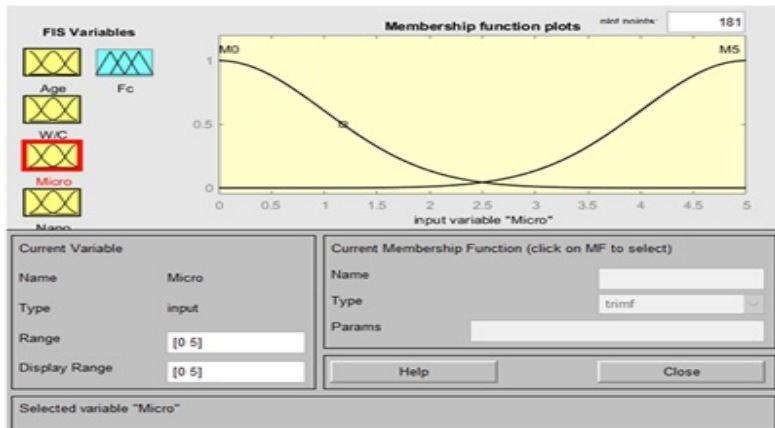 FIS Variables
Membership function plots
plot points:
181
Age
Fc
W/C
Micro
Nano
M0
M5
1
0.5
0
0
0.5
1
1.5
2
2.5
3
3.5
4
4.5
5
input variable "Micro"
Current Variable
Name
Micro
Type
input
Range
[0 5]
Display Range
[0 5]
Current Membership Function (click on MF to select)
Name
Type
trimf
Params
Help
Close
Selected variable "Micro"